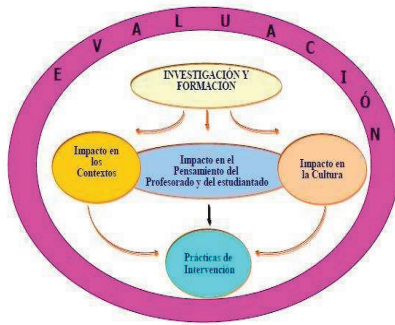 EVALUACIÓN
INVESTIGACIÓN Y
FORMACIÓN
Impacto en
los
Contextos
Impacto en el
Pensamiento del
Profesorado y del estudiantado
Impacto en
la Cultura
Prácticas de
Intervención